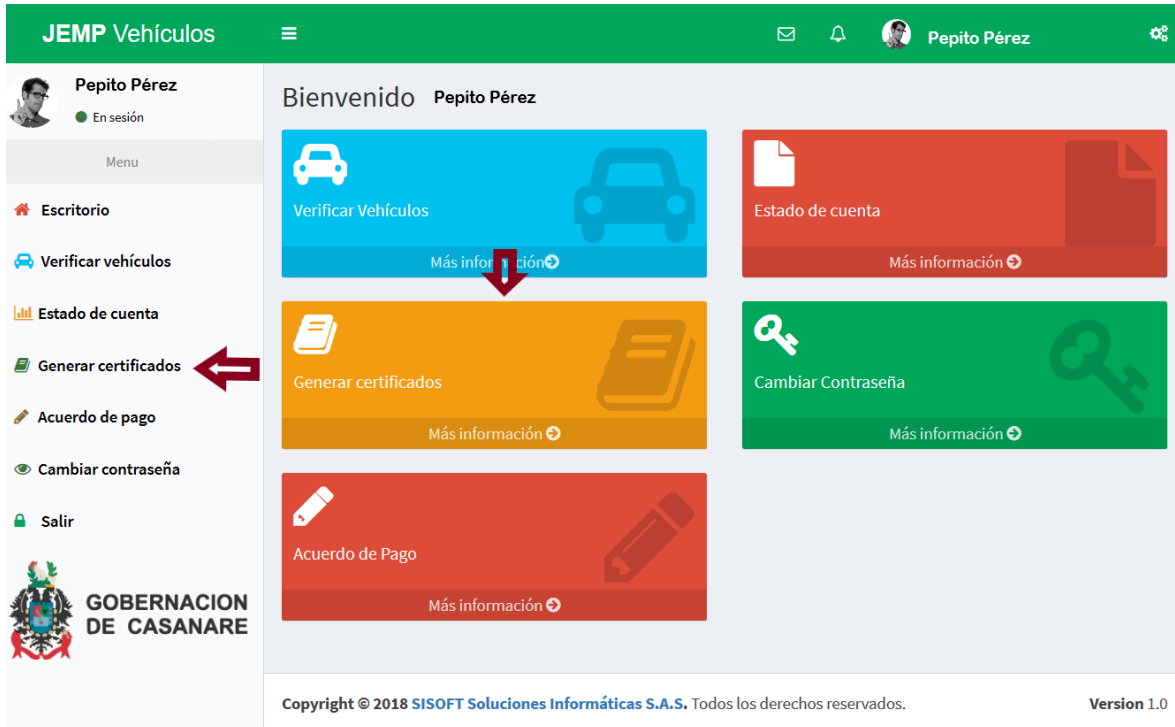 JEMP Vehículos
Pepito Pérez
Pepito Pérez
En sesión
Menu
Escritorio
Verificar vehículos
Estado de cuenta
Generar certificados
Acuerdo de pago
Cambiar contraseña
Salir
GOBERNACION
DE CASANARE
Bienvenido Pepito Pérez
Verificar Vehículos
Más información
Estado de cuenta
Más información
Generar certificados
Más información
Cambiar Contraseña
Más información
Acuerdo de Pago
Más información
Copyright © 2018 SISOFT Soluciones Informáticas S.A.S. Todos los derechos reservados.
Version 1.0